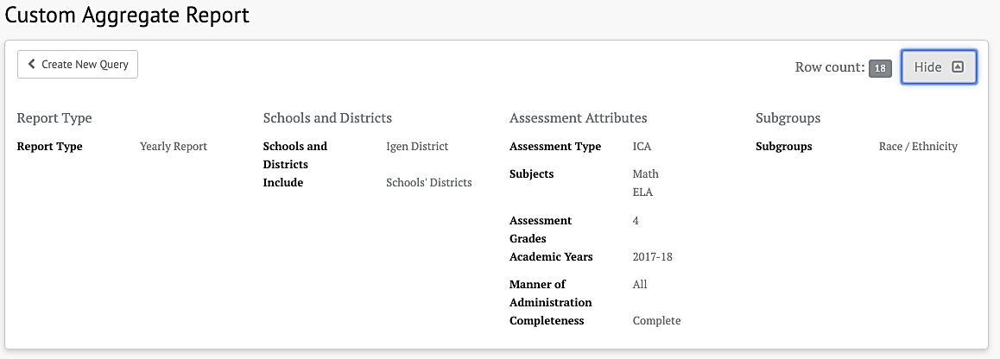 Custom Aggregate Report
Create New Query
Row count: 18
Hide
Report Type
Report Type
Yearly Report
Schools and Districts
Schools and
Districts
Igen District
Include
Schools' Districts
Assessment Attributes
Assessment Type
ICA
Subjects
Math
ELA
Assessment
Grades
4
Academic Years
2017-18
Manner of
Administration
All
Completeness
Complete
Subgroups
Subgroups
Race / Ethnicity